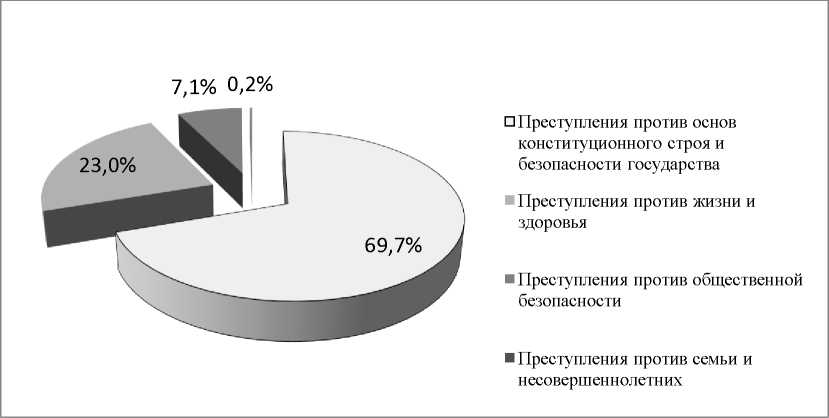 7,1%
0,2%
23,0%
69,7%
Преступления против основ
конституционного строя и
безопасности государства
Преступления против жизни и
здоровья
Преступления против общественной
безопасности
Преступления против семьи и
несовершеннолетних